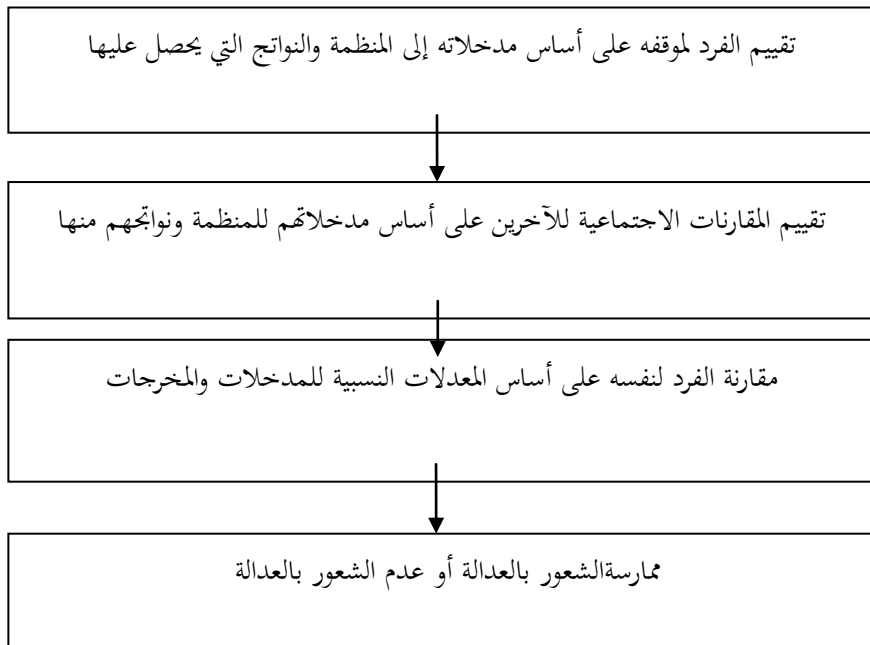 تقييم الفرد لموقفه على أساس مدخلاته إلى المنظمة والنواتج التي يحصل عليها
تقييم المقارنات الاجتماعية للآخرين على أساس مدخلاتهم للمنظمة ونواتجهم منها
مقارنة الفرد لنفسه على أساس المعدلات النسبية للمدخلات والمخرجات
ممارسةالشعور بالعدالة أو عدم الشعور بالعدالة